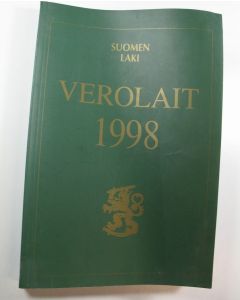 SUOMEN
LAKI
VEROLAIT
1998